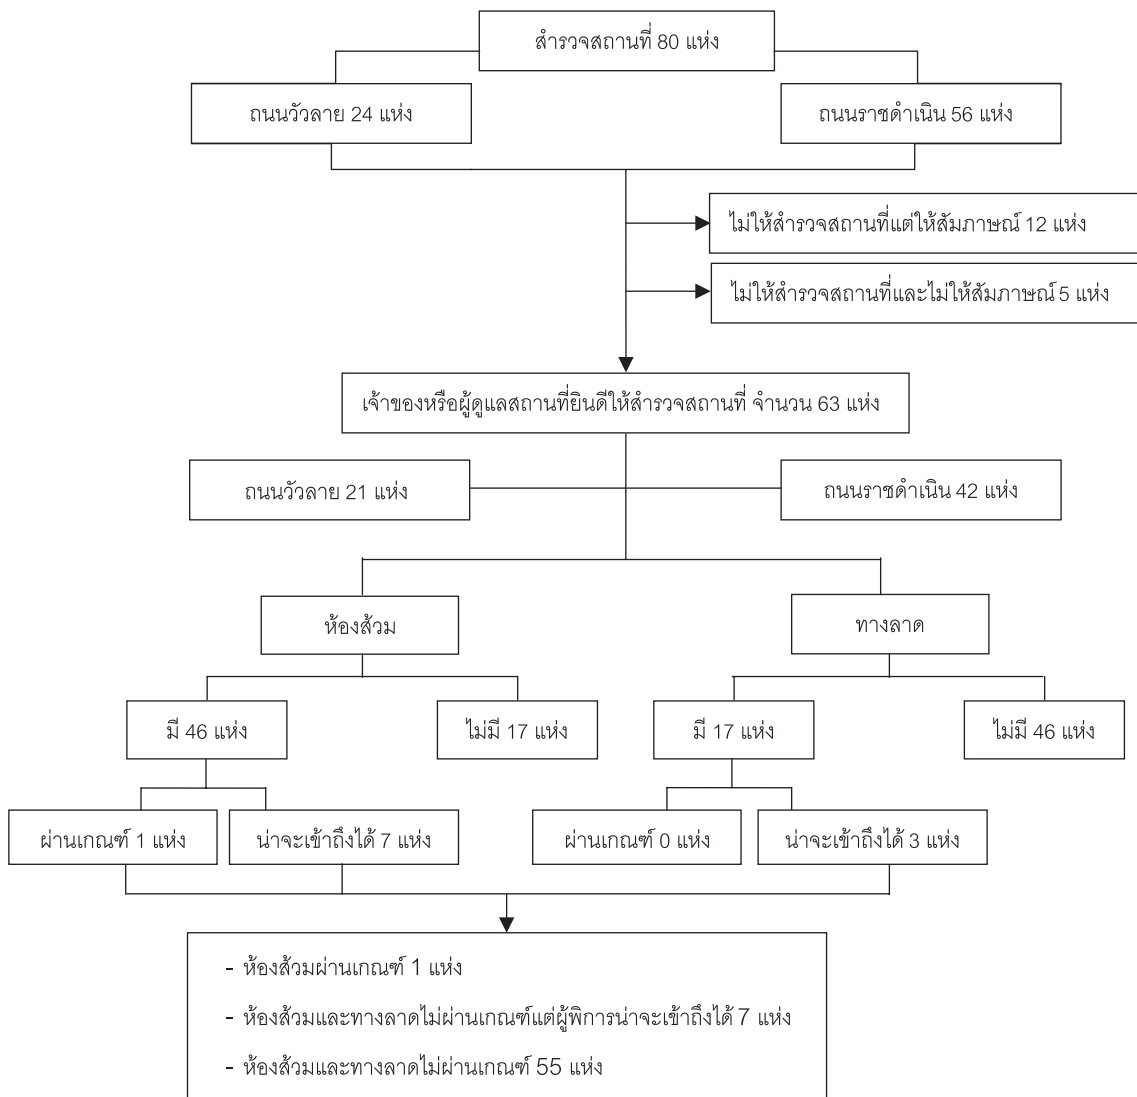 สำรวจสถานที่ 80 แห่ง
ถนนวัวลาย 24 แห่ง
ถนนราชดำเนิน 56 แห่ง
ไม่ให้สำรวจสถานที่แต่ให้สัมภาษณ์ 12 แห่ง
ไม่ให้สำรวจสถานที่และไม่ให้สัมภาษณ์ 5 แห่ง
เจ้าของหรือผู้ดูแลสถานที่ยินดีให้สำรวจสถานที่ จำนวน 63 แห่ง
ถนนวัวลาย 21 แห่ง
ถนนราชดำเนิน 42 แห่ง
ห้องส้วม
ทางลาด
มี 46 แห่ง
ไม่มี 17 แห่ง
มี 17 แห่ง
ไม่มี 46 แห่ง
ผ่านเกณฑ์ 1 แห่ง
น่าจะเข้าถึงได้ 7 แห่ง
ผ่านเกณฑ์ 0 แห่ง
น่าจะเข้าถึงได้ 3 แห่ง
- ห้องส้วมผ่านเกณฑ์ 1 แห่ง
- ห้องส้วมและทางลาดไม่ผ่านเกณฑ์แต่ผู้พิการน่าจะเข้าถึงได้ 7 แห่ง
- ห้องส้วมและทางลาดไม่ผ่านเกณฑ์ 55 แห่ง